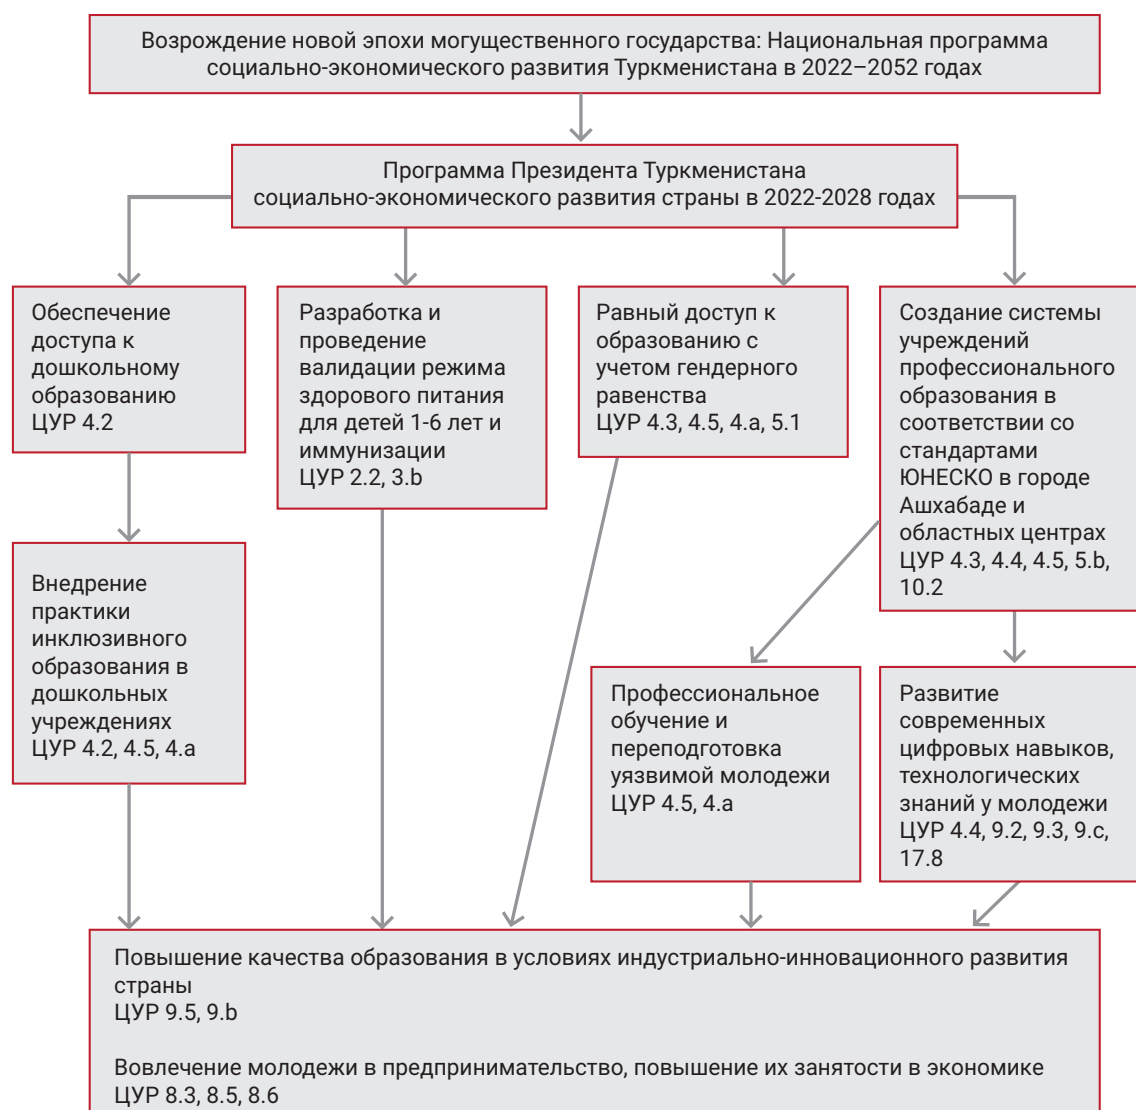 Возрождение новой эпохи могущественного государства: Национальная программа
социально-экономического развития Туркменистана в 2022–2052 годах
Программа Президента Туркменистана
социально-экономического развития страны в 2022-2028 годах
Обеспечение
доступа к
дошкольному
образованию
ЦУР 4.2
Разработка и
проведение
валидации режима
здорового питания
для детей 1-6 лет и
иммунизации
ЦУР 2.2, 3.b
Равный доступ к
образованию с
учетом гендерного
равенства
ЦУР 4.3, 4.5, 4.a, 5.1
Создание системы
учреждений
профессионального
образования в
соответствии со
стандартами
ЮНЕСКО в городе
Ашхабаде и
областных центрах
ЦУР 4.3, 4.4, 4.5, 5.b,
10.2
Внедрение
практики
инклюзивного
образования в
дошкольных
учреждениях
ЦУР 4.2, 4.5, 4.a
Профессиональное
обучение и
переподготовка
уязвимой молодежи
ЦУР 4.5, 4.a
Развитие
современных
цифровых навыков,
технологических
знаний у молодежи
ЦУР 4.4, 9.2, 9.3, 9.c,
17.8
Повышение качества образования в условиях индустриально-инновационного развития
страны
ЦУР 9.5, 9.b
Вовлечение молодежи в предпринимательство, повышение их занятости в экономике
ЦУР 8.3, 8.5, 8.6